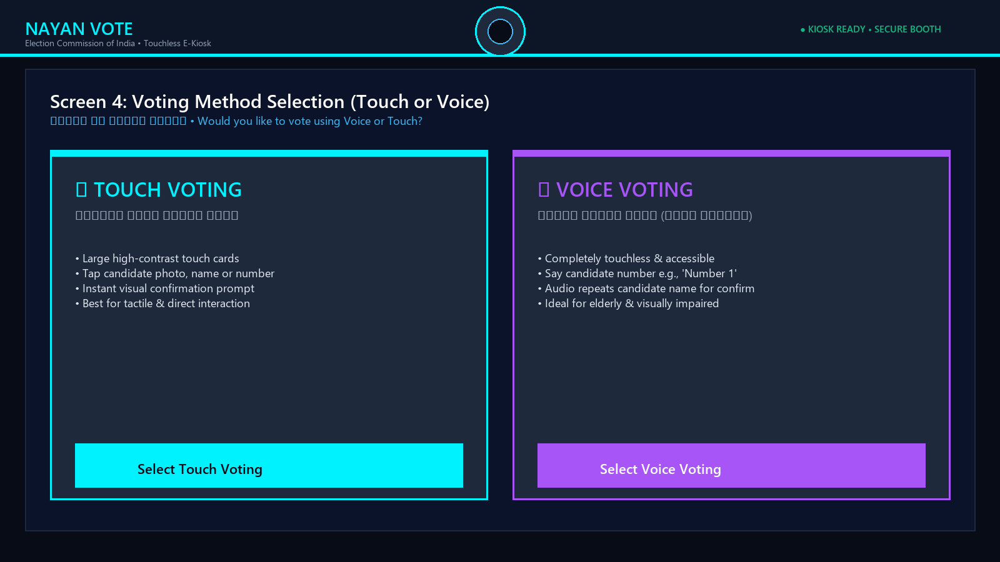 NAYAN VOTE
Election Commission of India • Touchless E-Kiosk
● KIOSK READY • SECURE BOOTH
Screen 4: Voting Method Selection (Touch or Voice)
• Would you like to vote using Voice or Touch?
TOUCH VOTING
• Large high-contrast touch cards
• Tap candidate photo, name or number
• Instant visual confirmation prompt
• Best for tactile & direct interaction
Select Touch Voting
VOICE VOTING
• Completely touchless & accessible
• Say candidate number e.g., 'Number 1'
• Audio repeats candidate name for confirm
• Ideal for elderly & visually impaired
Select Voice Voting